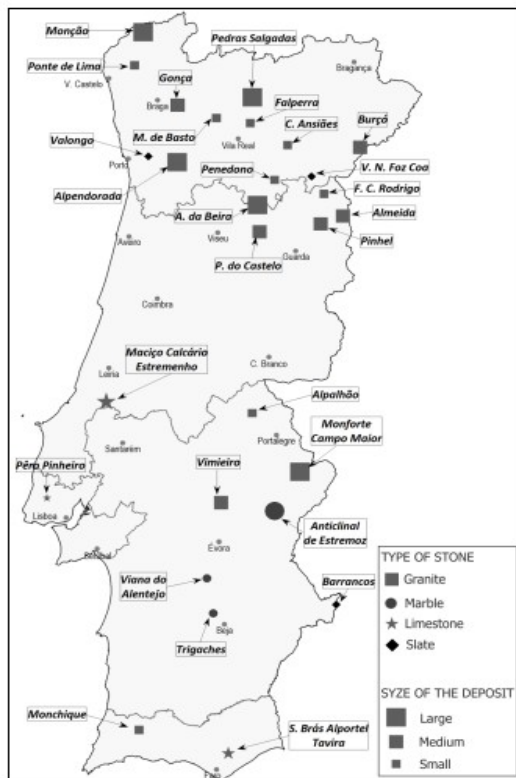 Monção
Pedras Salgadas
Ponte de Lima
Bragança
V. Castelo
Gonça
Braga
Falperra
M. de Basto
C. Ansiães
Burçó
Valongo
Vila Real
Porto
V. N. Foz Coa
Penedono
Alpendorada
F. C. Rodrigo
A. da Beira
Almeida
Aveiro
Viseu
Guarda
Pinhel
P. do Castelo
Coimbra
Maciço Calcário
Estremenho
C. Branco
Leiria
Alpalhão
Portalegre
Monforte
Campo Maior
Santarém
Pêro Pinheiro
Vimieiro
Lisboa
Anticlinal
de Estremoz
Évora
Viana do
Alentejo
Barrancos
Trigaches
Beja
Monchique
S. Brás Alportel
Tavira
Faro
TYPE OF STONE
Granite
Marble
Limestone
Slate
SYZE OF THE DEPOSIT
Large
Medium
Small